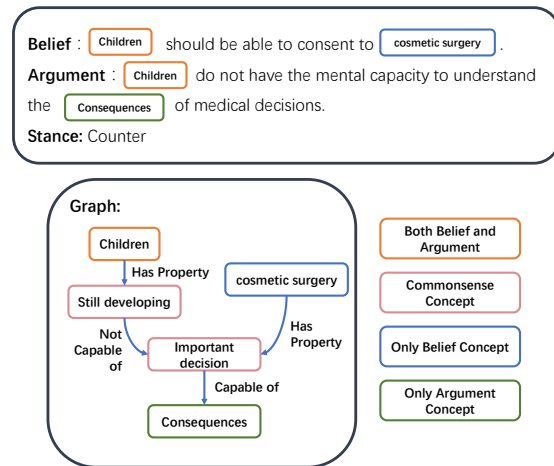 Belief : Children should be able to consent to cosmetic surgery .
Argument : Children do not have the mental capacity to understand
the Consequences of medical decisions.
Stance: Counter
Graph:
Children
Has Property
Still developing
cosmetic surgery
Not
Capable
of
Important
decision
Has
Property
Capable of
Consequences
Both Belief and
Argument
Commonsense
Concept
Only Belief Concept
Only Argument
Concept